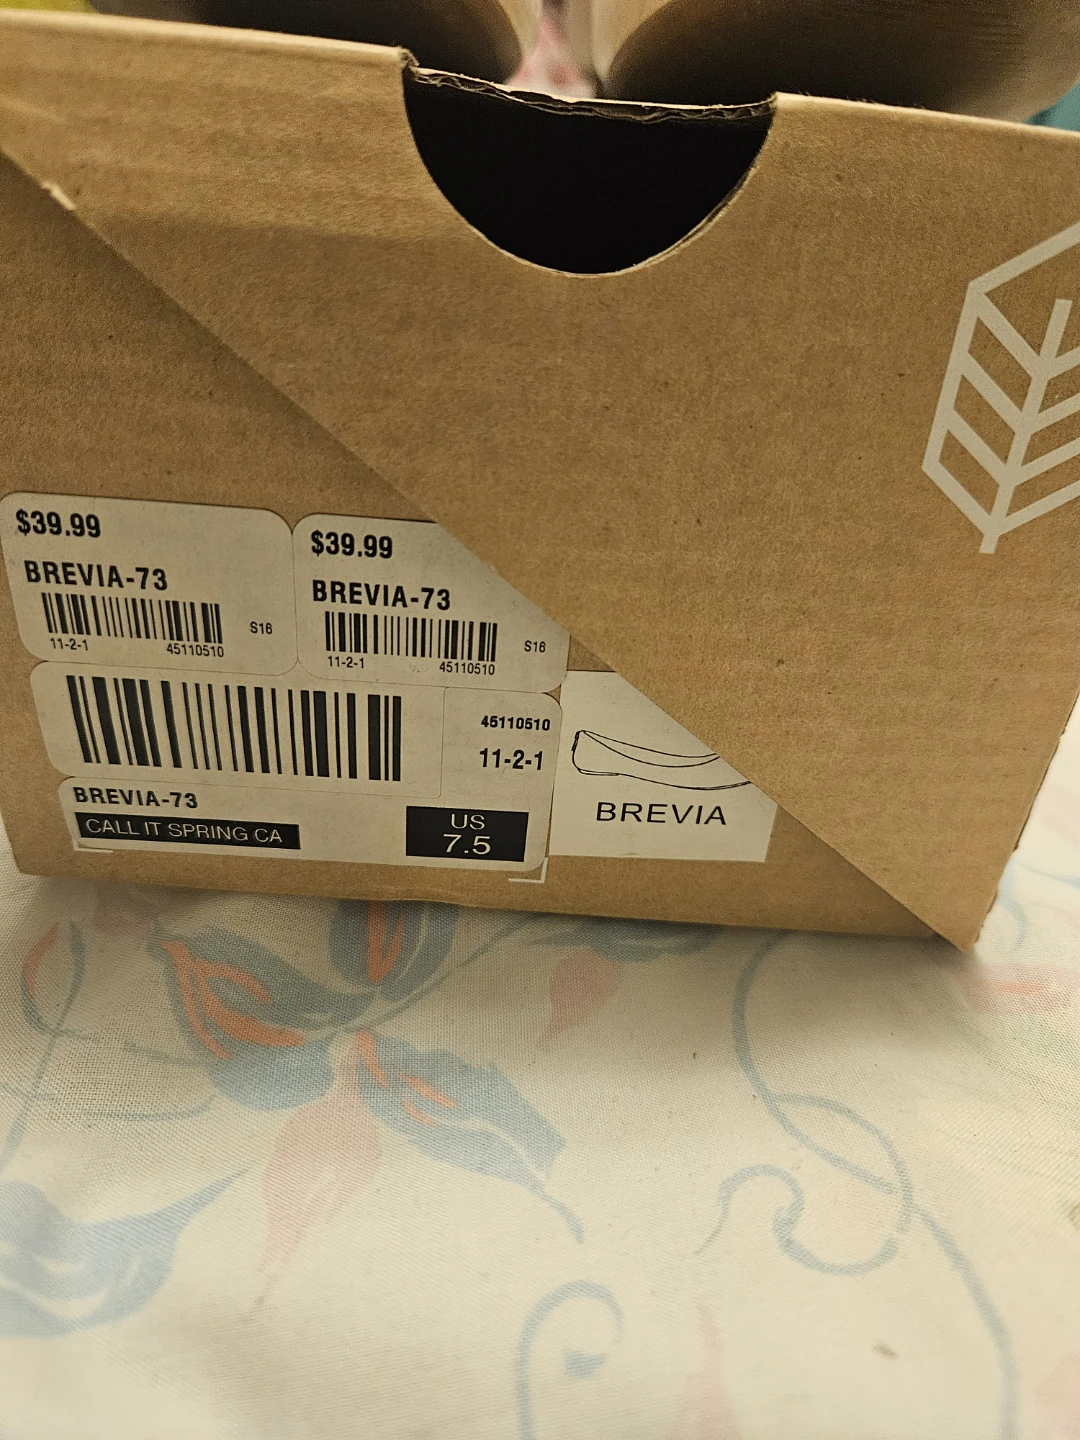 $39.99
BREVIA-73
S16
11-2-1 45110510
$39.99
BREVIA-73
S16
11-2-1 45110510
45110510
11-2-1
BREVIA-73
CALL IT SPRING CA
US
7.5
BREVIA